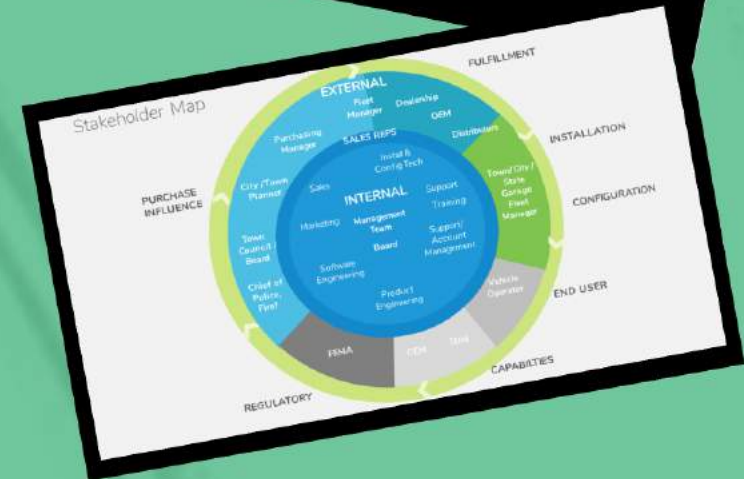 Stakeholder Map
EXTERNAL
FULFILLMENT
Fleet
Manager
Dealership
OEM
Distributors
Purchasing
Manager
SALES REPS
INSTALLATION
Install &
Config Tech
City / Town
Planner
Sales
INTERNAL
Support
Town/City/
State
Garage
Fleet
Manager
PURCHASE
INFLUENCE
CONFIGURATION
Marketing
Management
Team
Training
Board
Support/
Account
Management
Town
Council /
Board
Software
Engineering
Chief of
Police,
Fire!
Product
Engineering
Vehicle
Operator
END USER
OEM
CAPABILTIES
REGULATORY